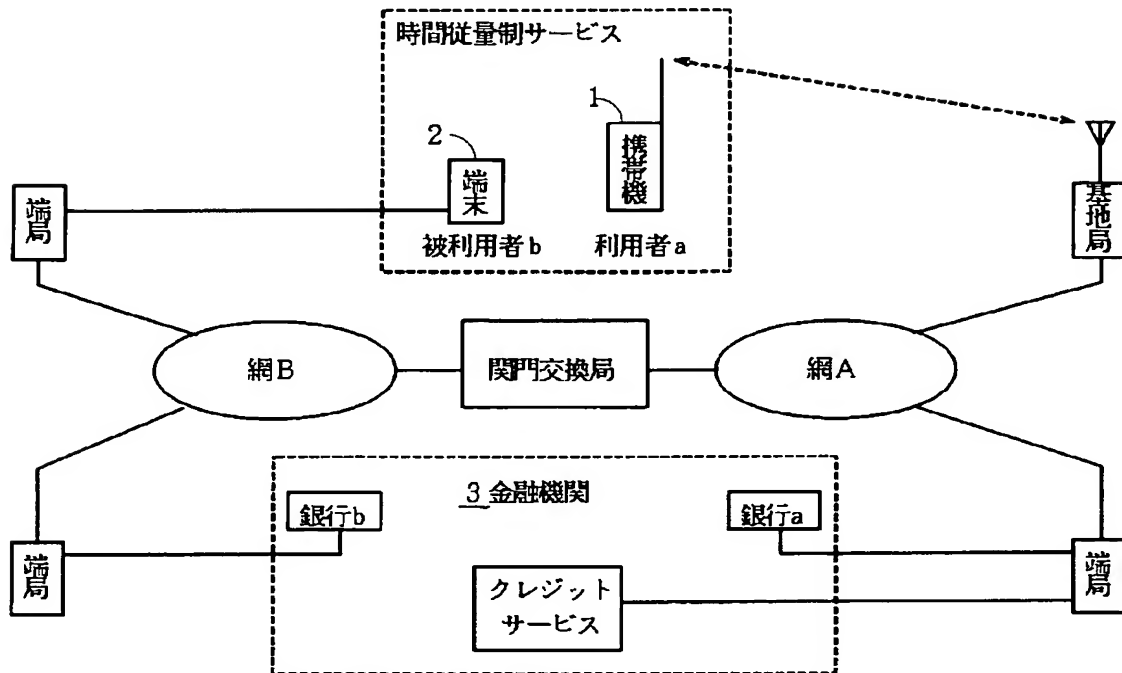 時間従量制サービス
1
携帯機
2
端末
被利用者b
利用者a
端局
基地局
網B
関門交換局
網A
3 金融機関
銀行b
銀行a
端局
端局
クレジット
サービス